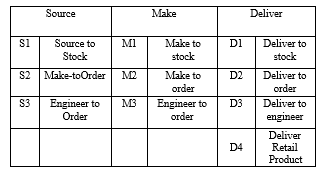 Source Make Deliver
S1 Source to Stock M1 Make to stock D1 Deliver to stock
S2 Make-toOrder M2 Make to order D2 Deliver to order
S3 Engineer to Order M3 Engineer to order D3 Deliver to engineer
D4 Deliver Retail Product